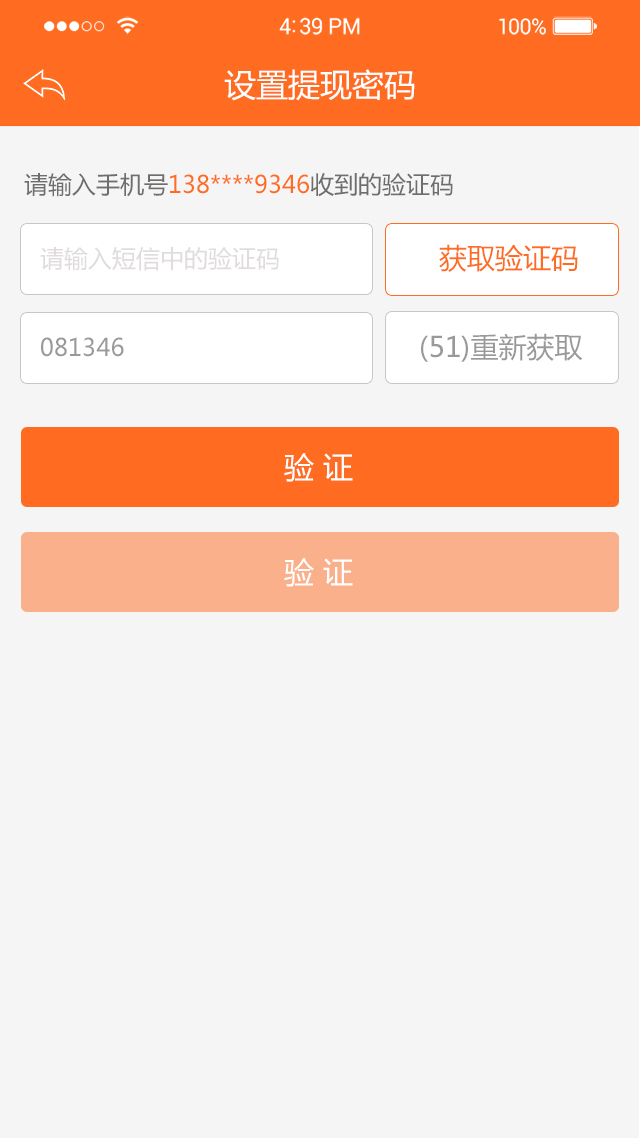 4:39 PM 100%
设置提现密码
请输入手机号138****9346收到的验证码
请输入短信中的验证码 获取验证码
081346 (51)重新获取
验 证
验 证